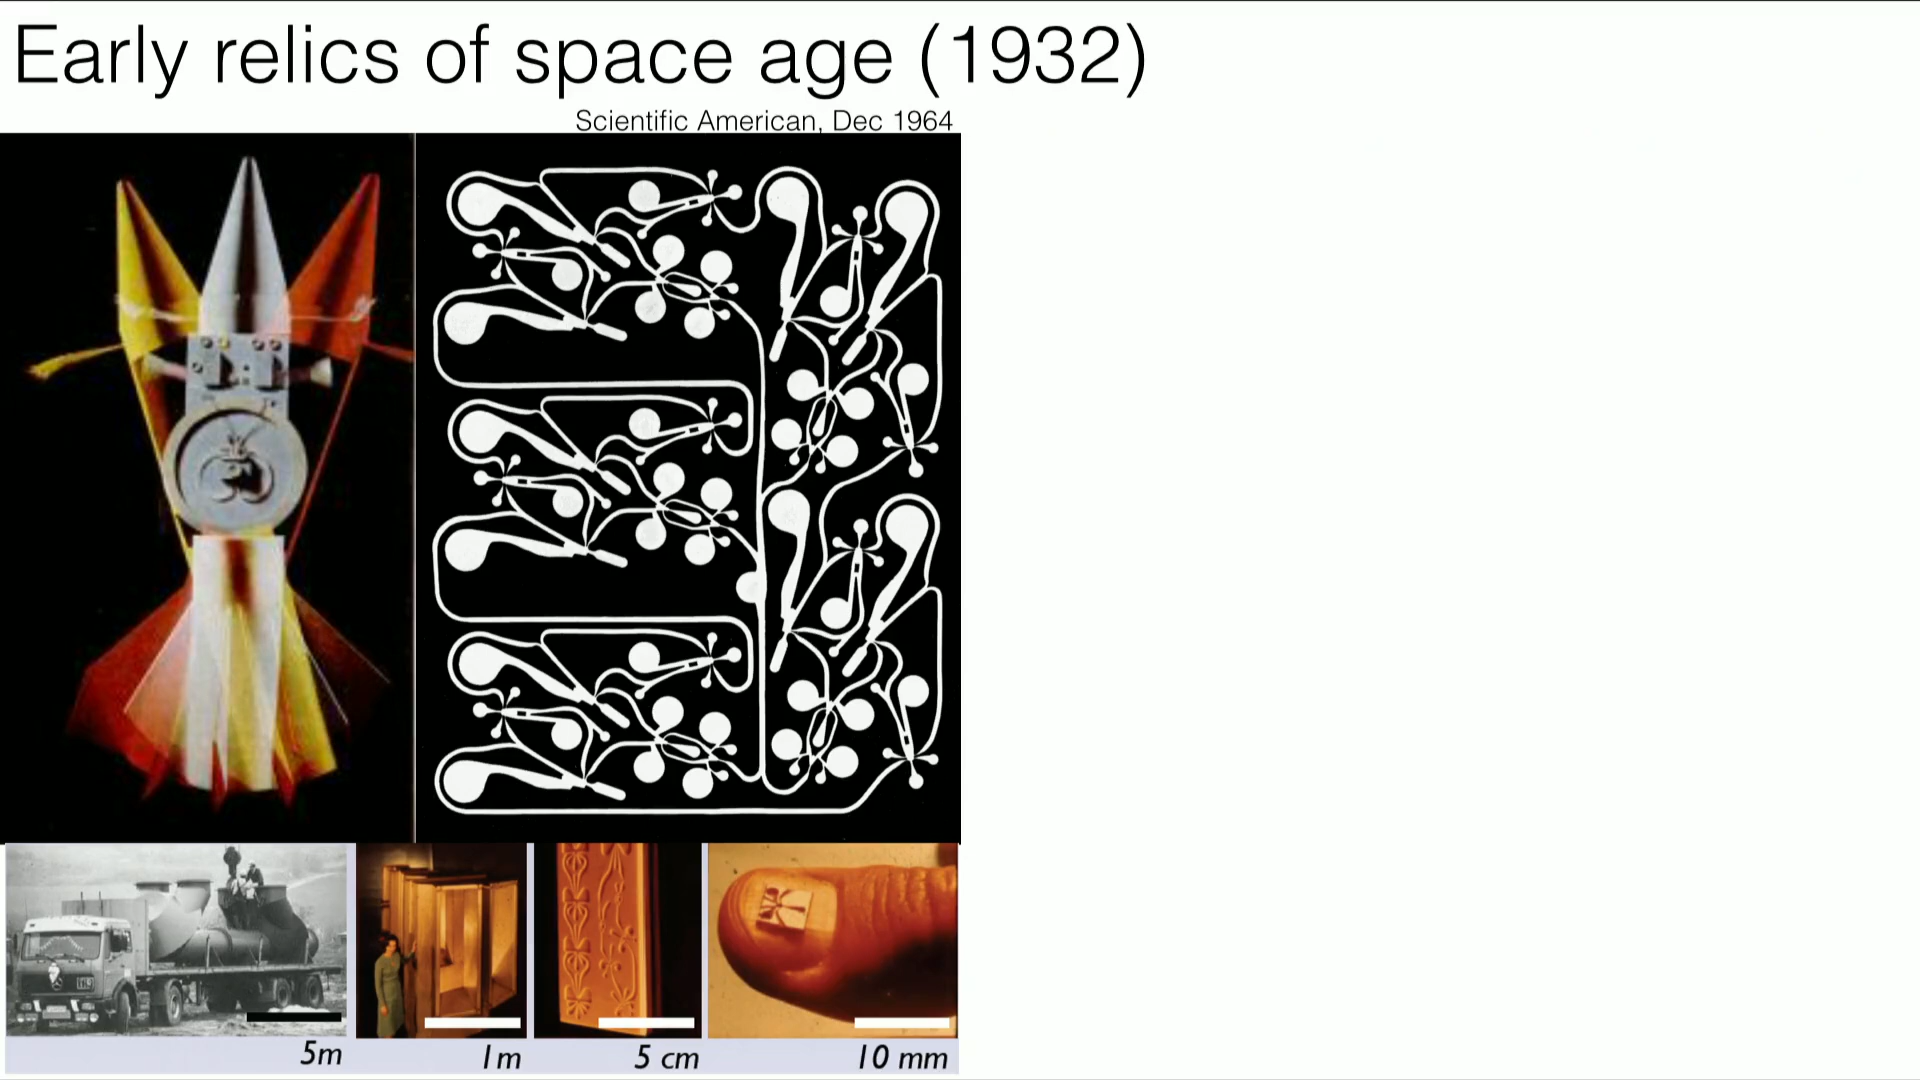 Early relics of space age (1932)
Scientific American, Dec 1964
5m
1m
5 cm
10 mm